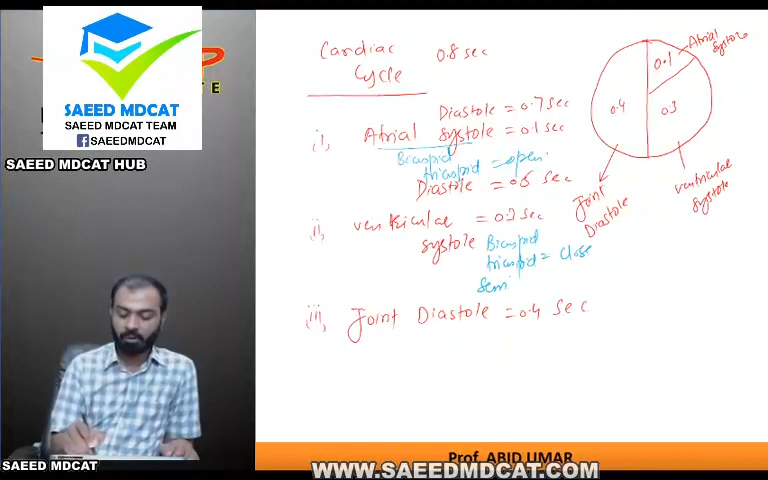 SAEED MDCAT
SAEED MDCAT TEAM
SAEEDMDCAT
SAEED MDCAT HUB
Cardiac
Cycle
0.8 sec
Diastole = 0.7 sec
i, Atrial systole = 0.1 sec
Bicuspid
tricuspid = open
Diastole = 0.5 sec
ii, ventricular = 0.3 sec
systole
Bicuspid
tricuspid = Close
Semi
iii, Joint Diastole = 0.4 sec
Atrial
systole
0.1
0.4
0.3
Joint
Diastole
ventricular
systole
Prof. ABID UMAR
SAEED MDCAT
WWW.SAEEDMDCAT.COM